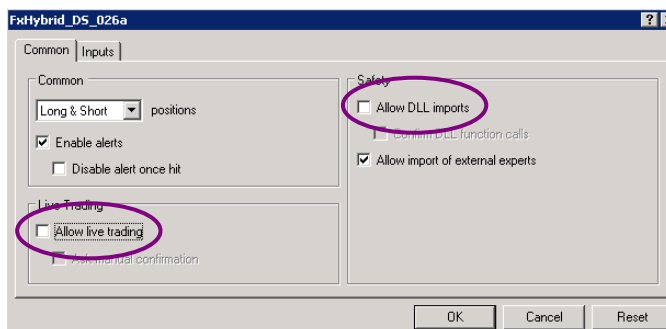 FxHybrid_DS_026a ?
Common Inputs
Common
Long & Short positions
Enable alerts
Disable alert once hit
Live Trading
Allow live trading
Ask manual confirmation
Safety
Allow DLL imports
Confirm DLL function calls
Allow import of external experts
OK Cancel Reset